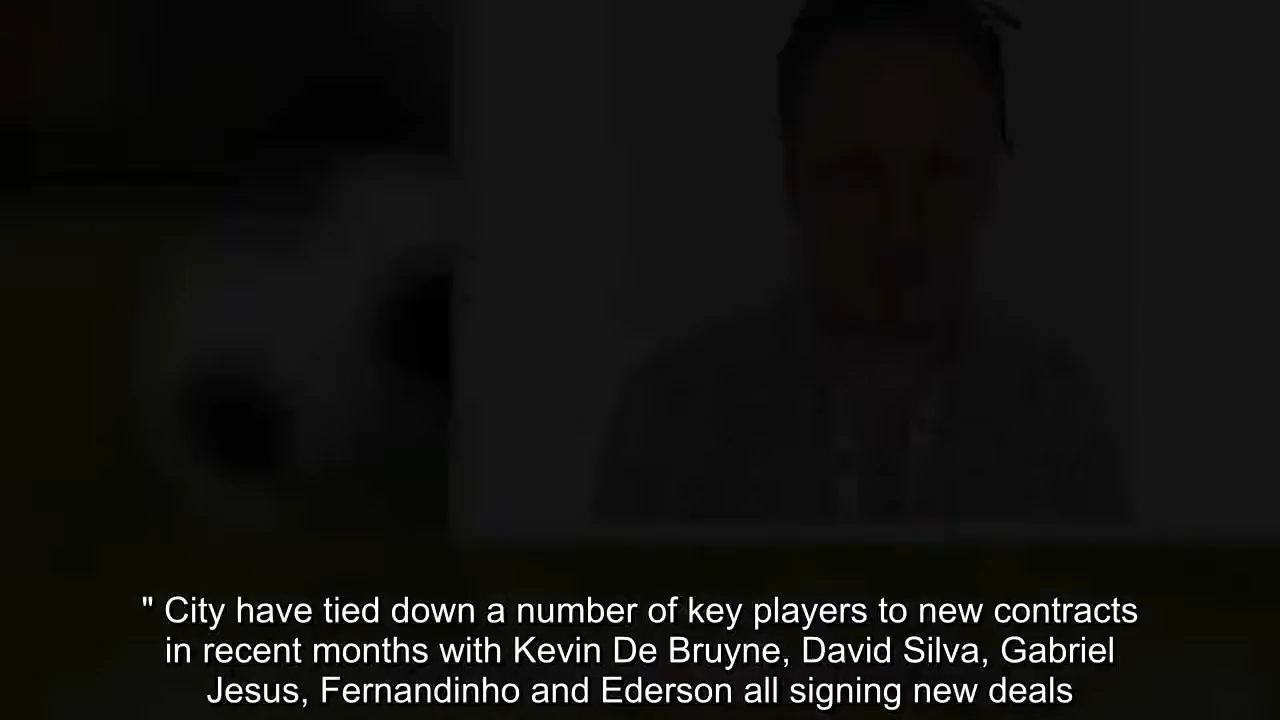 " City have tied down a number of key players to new contracts
in recent months with Kevin De Bruyne, David Silva, Gabriel
Jesus, Fernandinho and Ederson all signing new deals